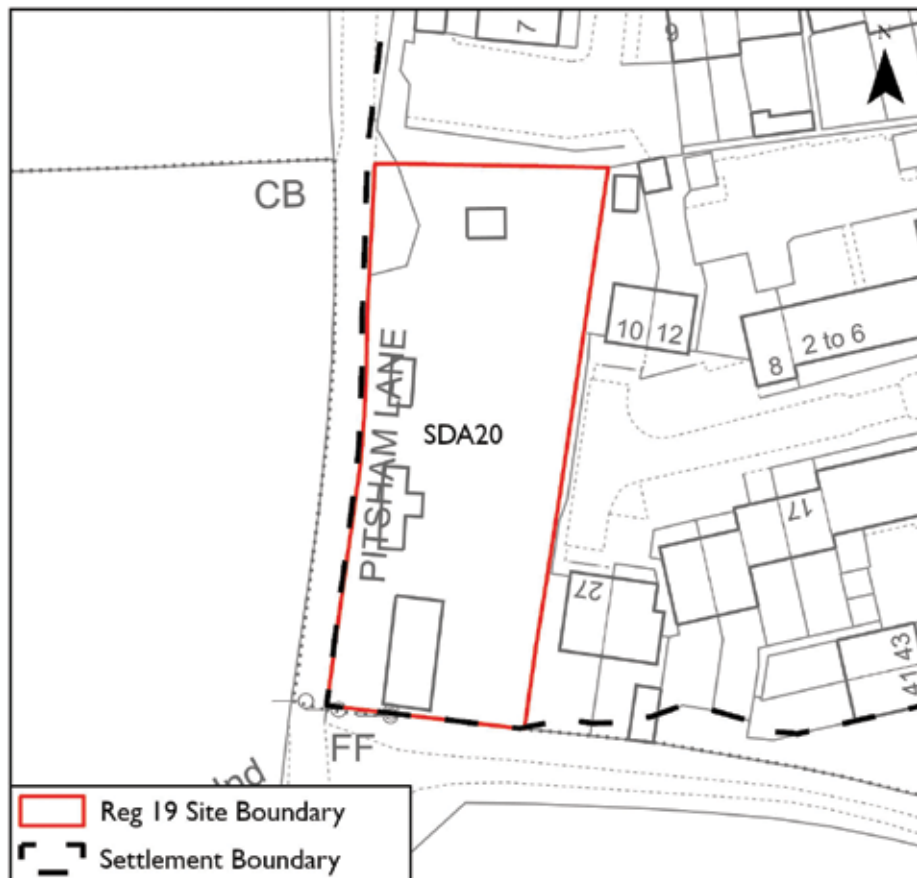 7
9
N
CB
10 12
8
2 to 6
PITSHAM LANE
SDA20
17
27
41 43
FF
Reg 19 Site Boundary
Settlement Boundary